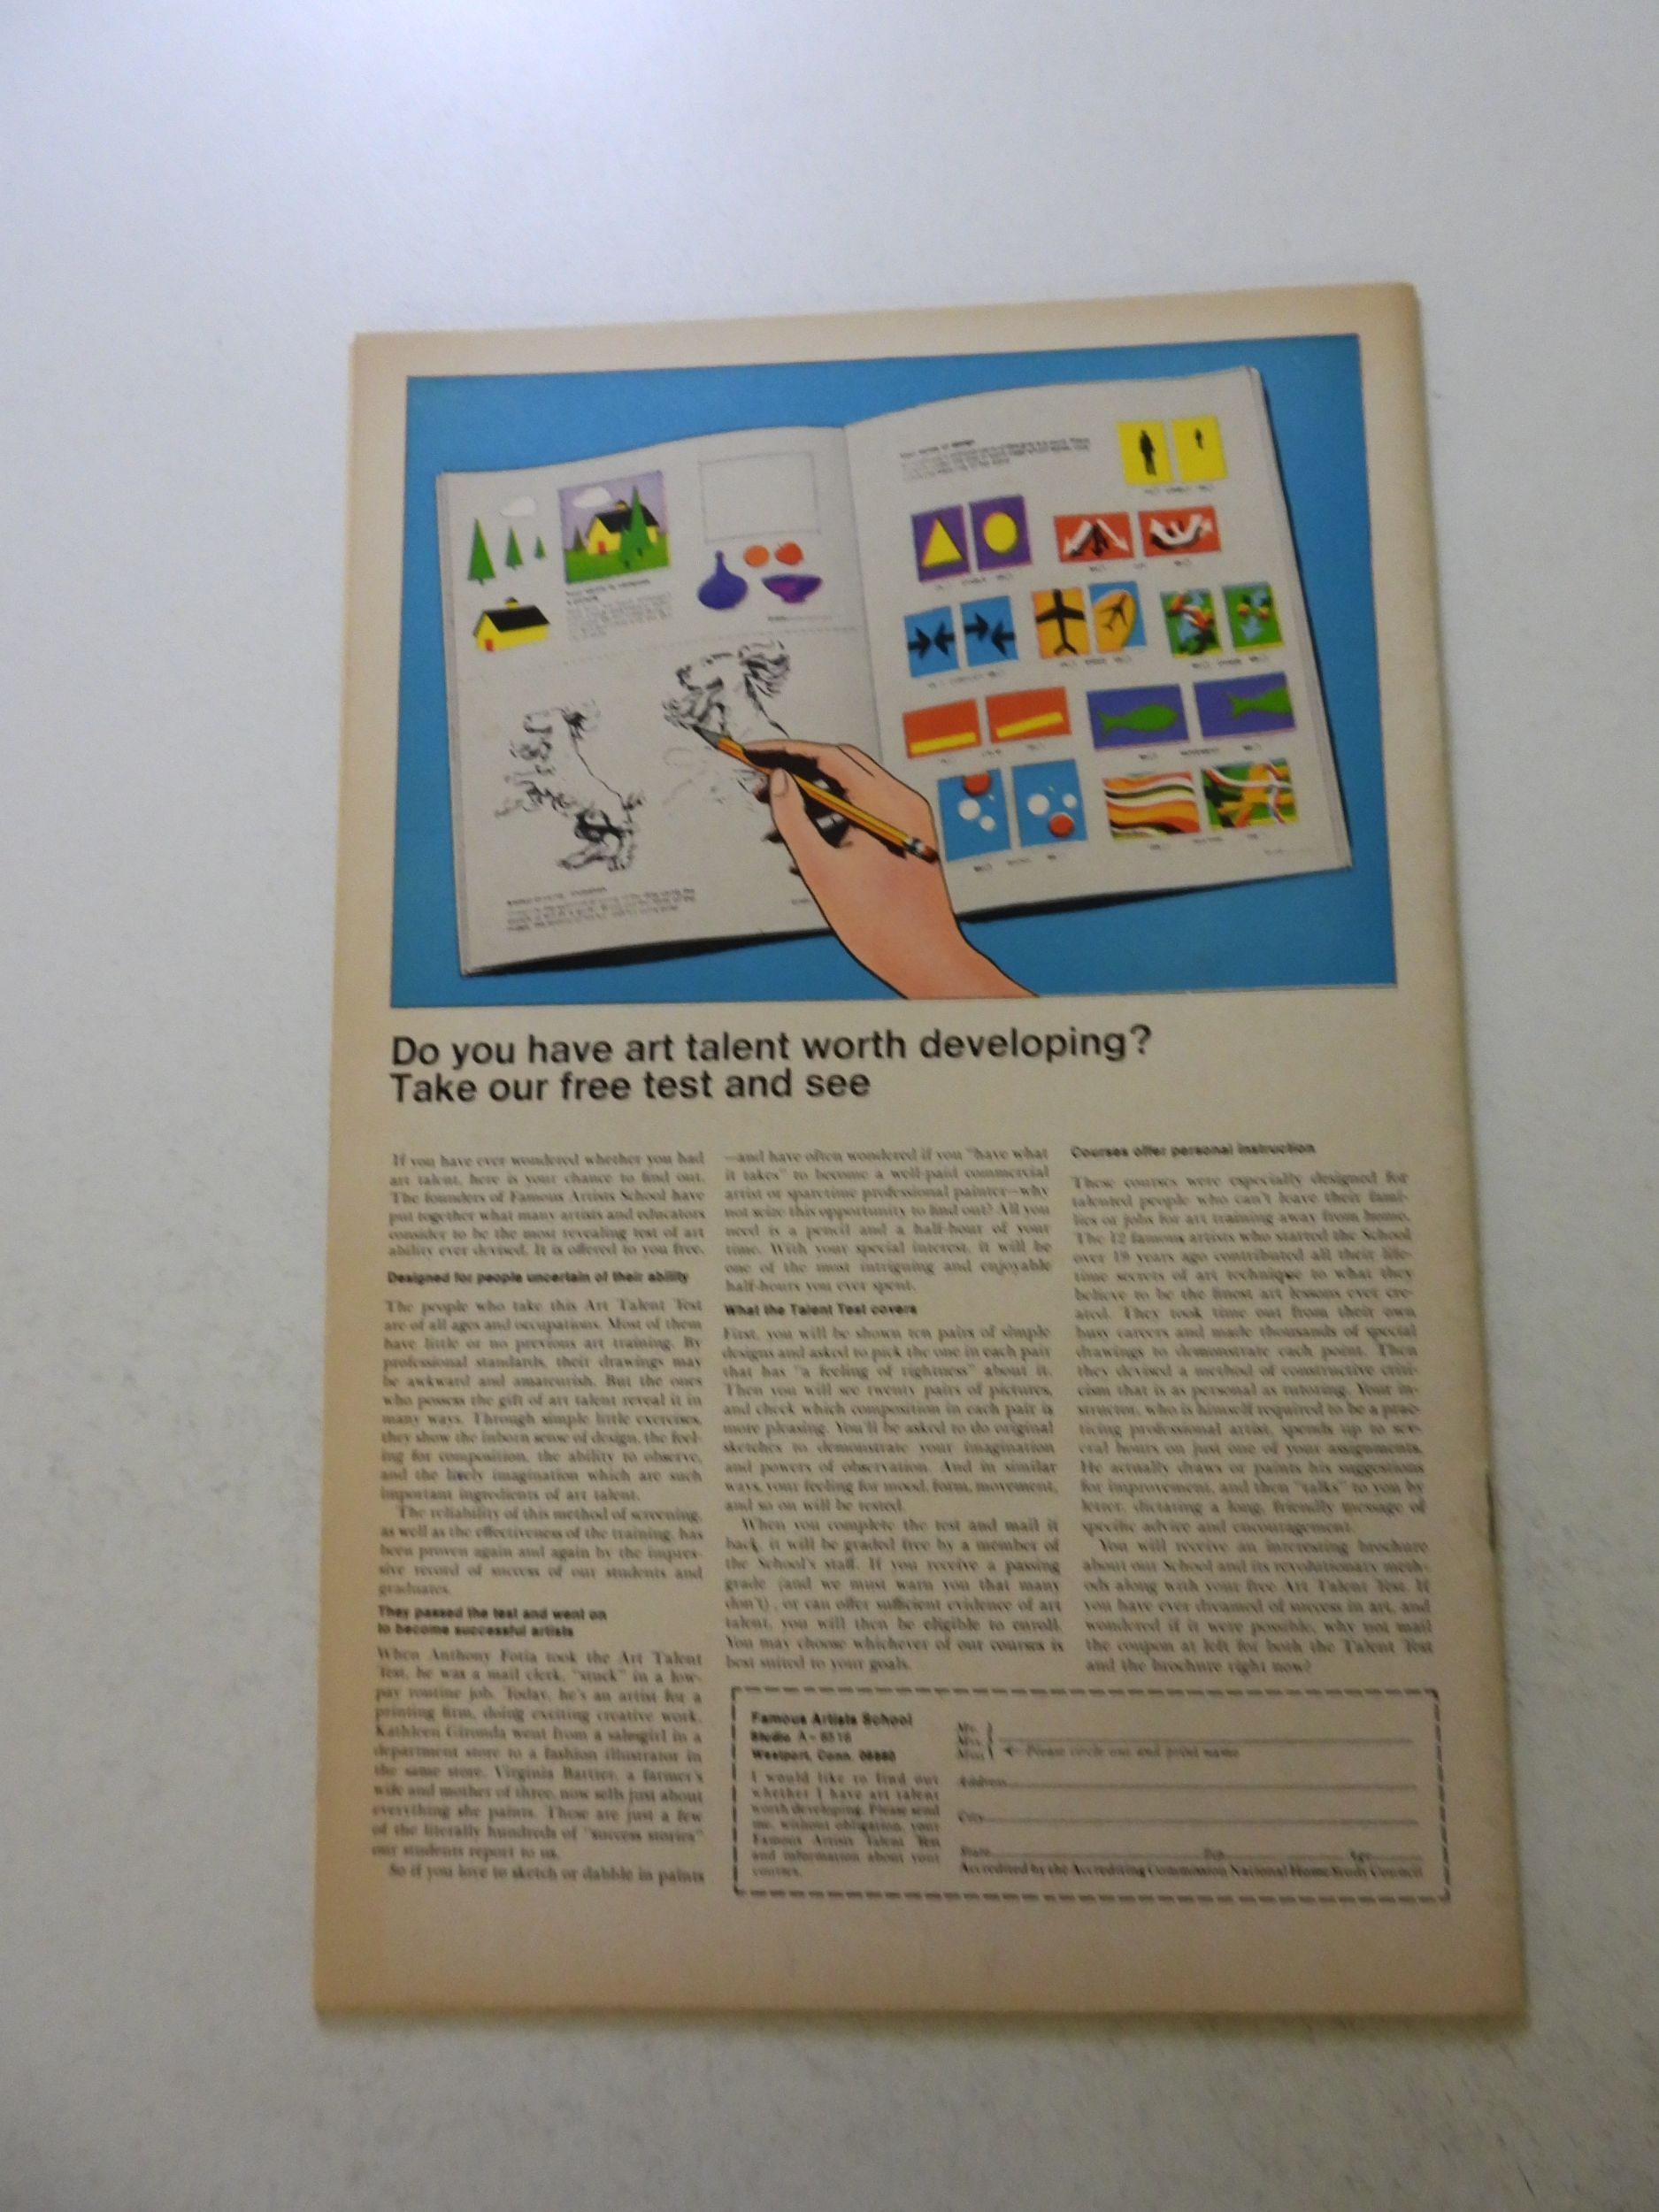 Do you have art talent worth developing?
Take our free test and see
If you have ever wondered whether you had
art talent, here is your chance to find out.
The founders of Famous Artists School have
put together what many artists and educators
consider to be the most revealing test of art
ability ever devised. It is offered to you free.
Designed for people uncertain of their ability
The people who take this Art Talent Test
are of all ages and occupations. Most of them
have little or no previous art training. By
professional standards, their drawings may
be awkward and amateurish. But the ones
who possess the gift of art talent reveal it in
many ways. Through simple little exercises,
they show the inborn sense of design, the feel-
ing for composition, the ability to observe,
and the lively imagination which are such
important ingredients of art talent.
The reliability of this method of screening,
as well as the effectiveness of the training, has
been proven again and again by the impres-
sive record of success of our students and
graduates.
They passed the test and went on
to become successful artists
When Anthony Fotia took the Art Talent
Test, he was a mail clerk, "stuck" in a low-
pay routine job. Today, he's an artist for a
printing firm, doing exciting creative work.
Kathleen Gironda went from a salesgirl in a
department store to a fashion illustrator in
the same store. Virginia Bartter, a farmer's
wife and mother of three, now sells just about
everything she paints. These are just a few
of the literally hundreds of "success stories"
our students report to us.
So if you love to sketch or dabble in paints
—and have often wondered if you "have what
it takes" to become a well-paid commercial
artist or sparetime professional painter—why
not seize this opportunity to find out? All you
need is a pencil and a half-hour of your
time. With your special interest, it will be
one of the most intriguing and enjoyable
half-hours you ever spent.
What the Talent Test covers
First, you will be shown ten pairs of simple
designs and asked to pick the one in each pair
that has "a feeling of rightness" about it.
Then you will see twenty pairs of pictures,
and check which composition in each pair is
more pleasing. You'll be asked to do original
sketches to demonstrate your imagination
and powers of observation. And in similar
ways, your feeling for mood, form, movement,
and so on will be tested.
When you complete the test and mail it
back, it will be graded free by a member of
the School's staff. If you receive a passing
grade (and we must warn you that many
don't), or can offer sufficient evidence of art
talent, you will then be eligible to enroll.
You may choose whichever of our courses is
best suited to your goals.
Courses offer personal instruction
These courses were especially designed for
talented people who can't leave their fami-
lies or jobs for art training away from home.
The 12 famous artists who started the School
over 19 years ago contributed all their life-
time secrets of art technique to what they
believe to be the finest art lessons ever cre-
ated. They took time out from their own
busy careers and made thousands of special
drawings to demonstrate each point. Then
they devised a method of constructive criti-
cism that is as personal as tutoring. Your in-
structor, who is himself required to be a prac-
ticing professional artist, spends up to sev-
eral hours on just one of your assignments.
He actually draws or paints his suggestions
for improvement, and then "talks" to you by
letter, dictating a long, friendly message of
specific advice and encouragement.
You will receive an interesting brochure
about our School and its revolutionary meth-
ods along with your free Art Talent Test. If
you have ever dreamed of success in art, and
wondered if it were possible, why not mail
the coupon at left for both the Talent Test
and the brochure right now?
Famous Artists School
Studio
Westport, Conn. 06880
I would like to find out
whether I have art talent
worth developing. Please send
me, without obligation, your
Famous Artists Talent Test
and information about your
courses.
Mr.
Mrs.
Miss
Please circle one and print name
Address
City
State Zip Age
Accredited by the Accrediting Commission National Home Study Council